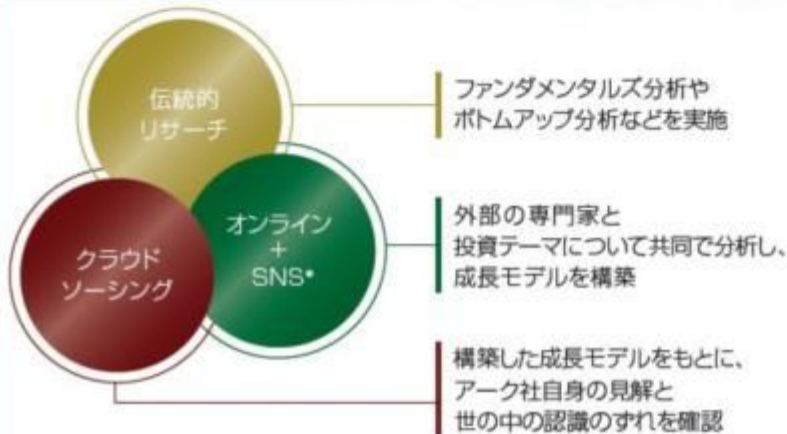 伝統的
リサーチ
ファンダメンタルズ分析や
ボトムアップ分析などを実施
オンライン
+
SNS*
外部の専門家と
投資テーマについて共同で分析し、
成長モデルを構築
クラウド
ソーシング
構築した成長モデルをもとに、
アーク社自身の見解と
世の中の認識のずれを確認